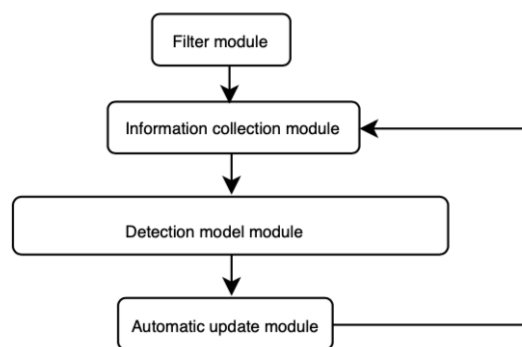 Filter module
Information collection module
Detection model module
Automatic update module